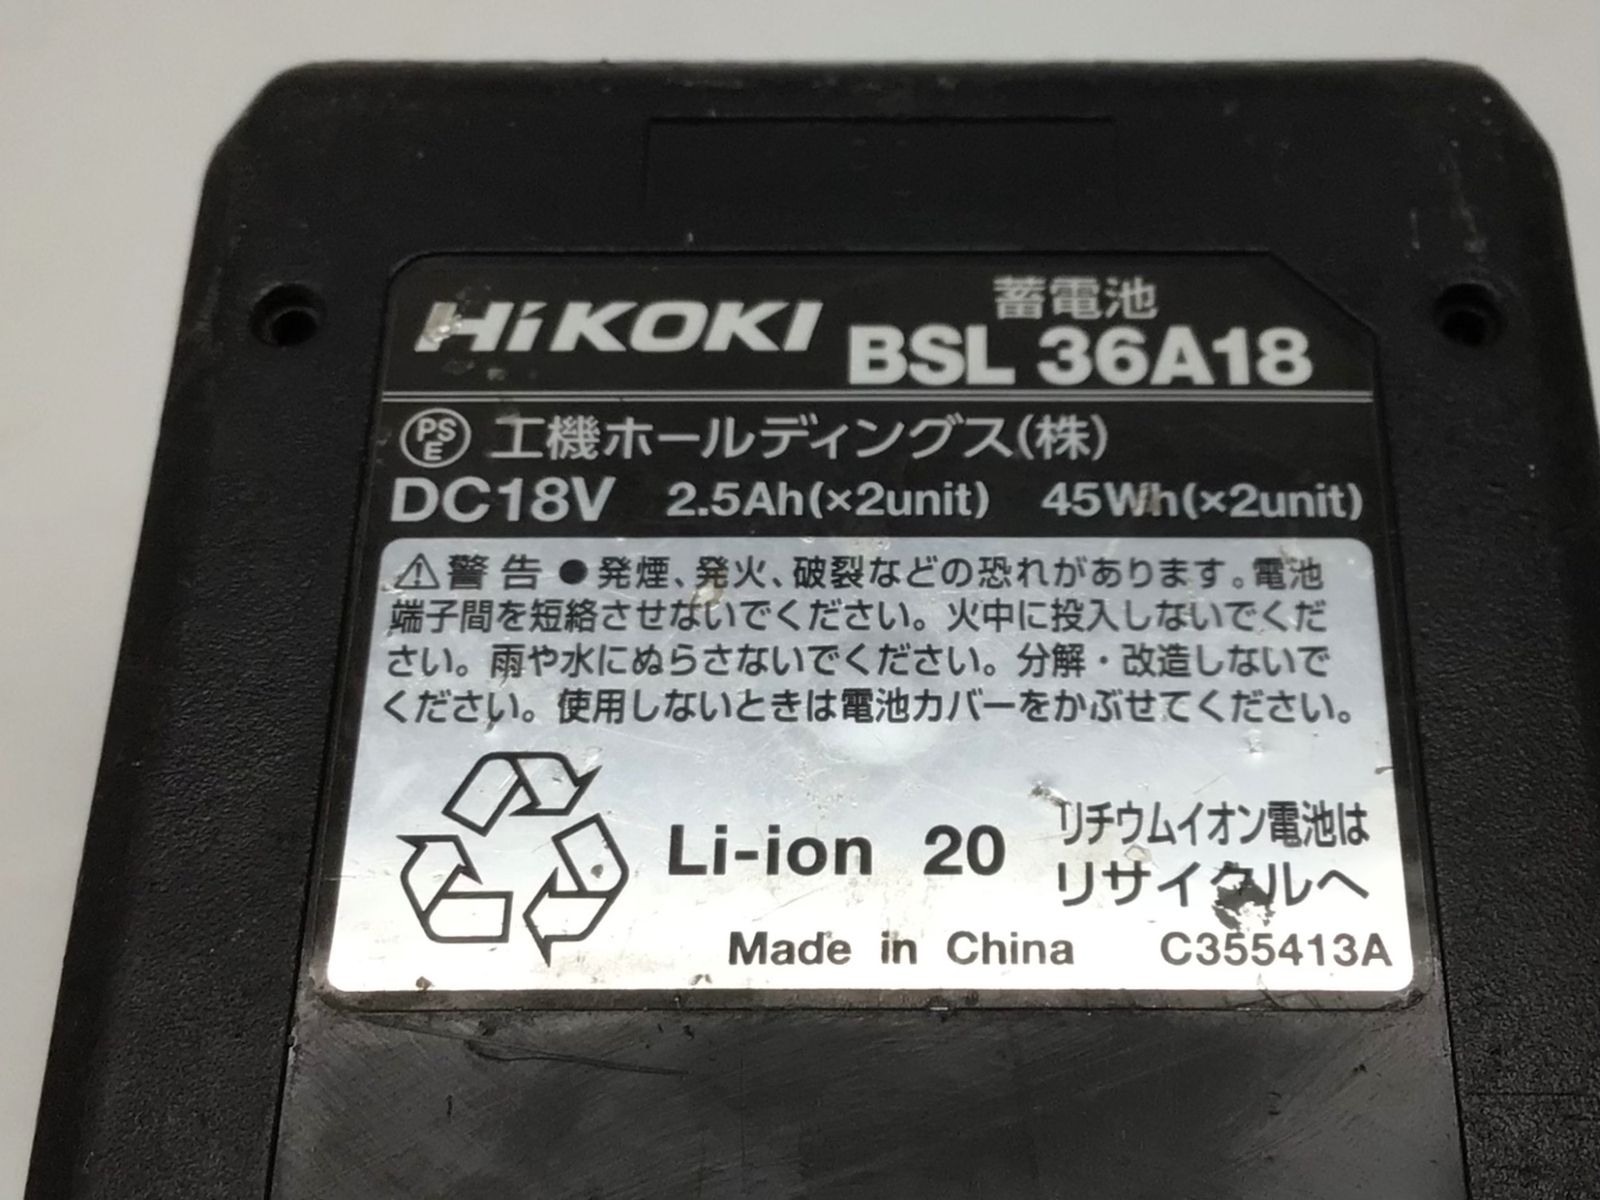 HiKOKI 蓄電池
BSL 36A18
PSE 工機ホールディングス(株)
DC18V 2.5Ah(×2unit) 45Wh(×2unit)
⚠警告 ●発煙、発火、破裂などの恐れがあります。電池
端子間を短絡させないでください。火中に投入しないでくだ
さい。雨や水にぬらさないでください。分解・改造しないで
ください。使用しないときは電池カバーをかぶせてください。
Li-ion 20 リチウムイオン電池は
リサイクルへ
Made in China C355413A